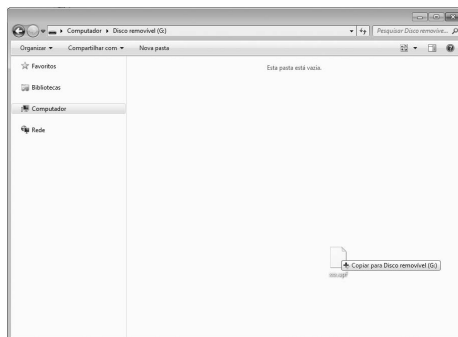 Computador Disco removível (G:)
Pesquisar Disco removíve...
Organizar Compartilhar com Nova pasta
Favoritos
Esta pasta está vazia.
Bibliotecas
Computador
Rede
Copiar para Disco removível (G:)